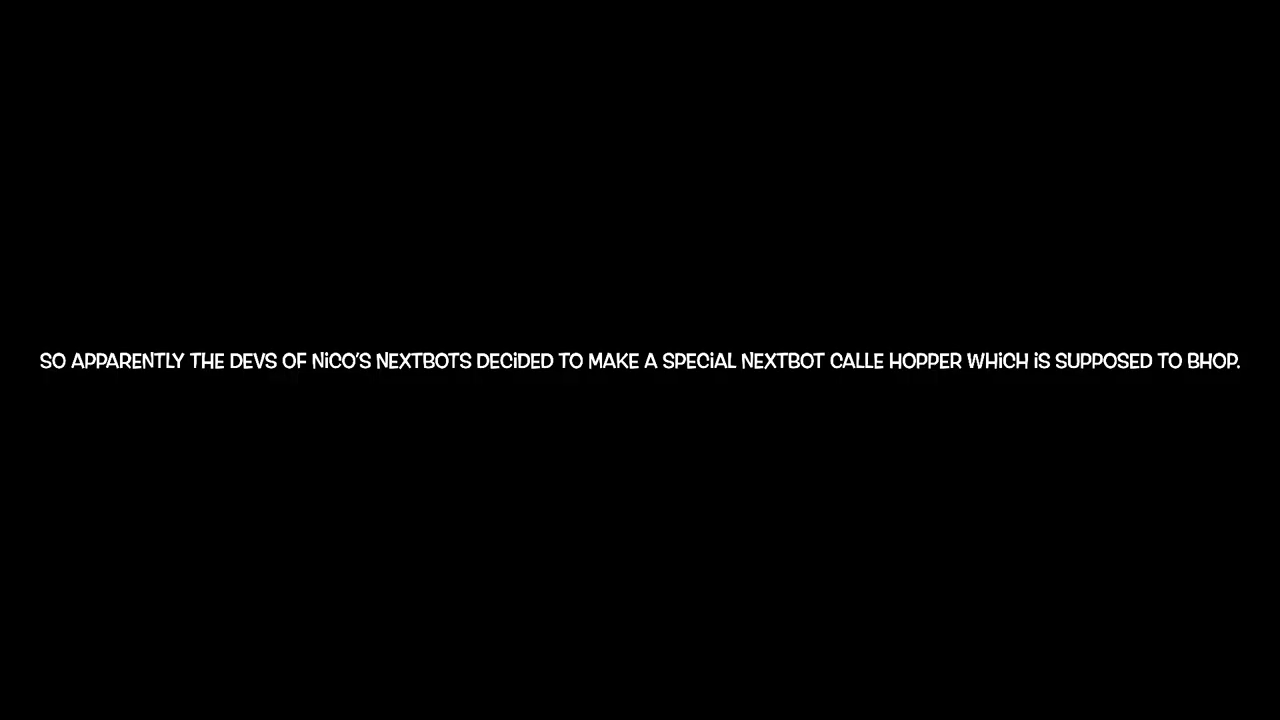 SO APPARENTLY THE DEVS OF NiCO'S NEXTBOTS DECiDED TO MAKE A SPECiAL NEXTBOT CALLE HOPPER WHiCH iS SUPPOSED TO BHOP.